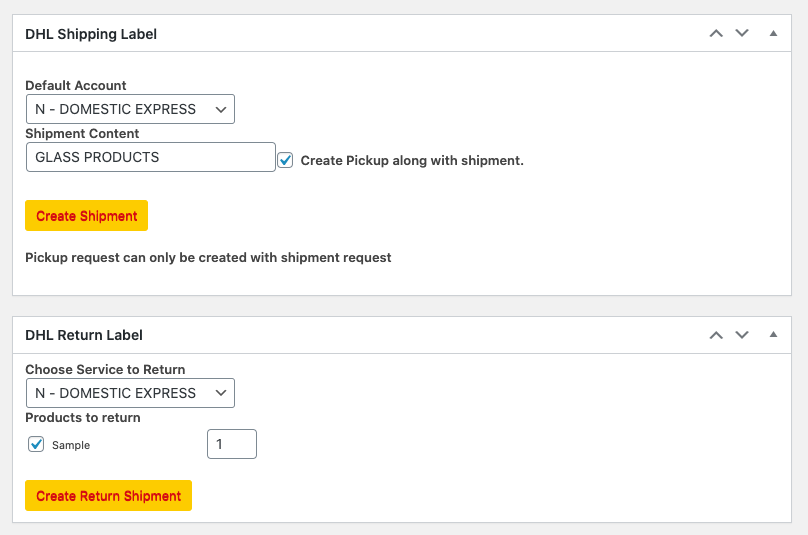 DHL Shipping Label
Default Account
N - DOMESTIC EXPRESS
Shipment Content
GLASS PRODUCTS
Create Pickup along with shipment.
Create Shipment
Pickup request can only be created with shipment request
DHL Return Label
Choose Service to Return
N - DOMESTIC EXPRESS
Products to return
Sample 1
Create Return Shipment